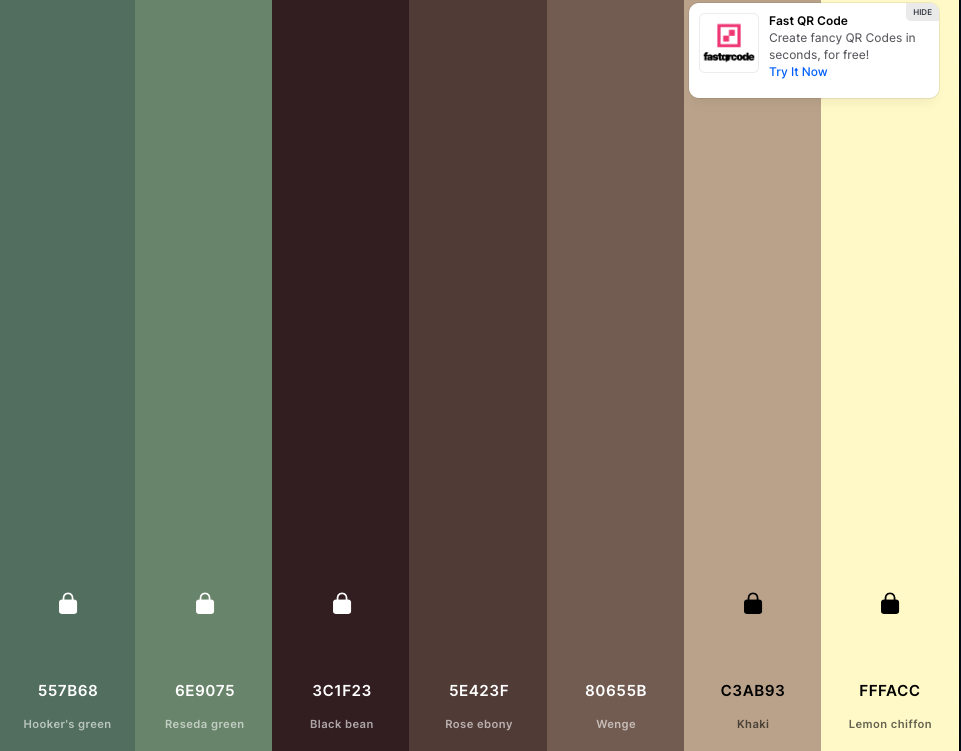 HIDE
Fast QR Code
Create fancy QR Codes in
seconds, for free!
Try It Now
fastqrcode
557B68
6E9075
3C1F23
5E423F
80655B
C3AB93
FFFACC
Hooker's green
Reseda green
Black bean
Rose ebony
Wenge
Khaki
Lemon chiffon